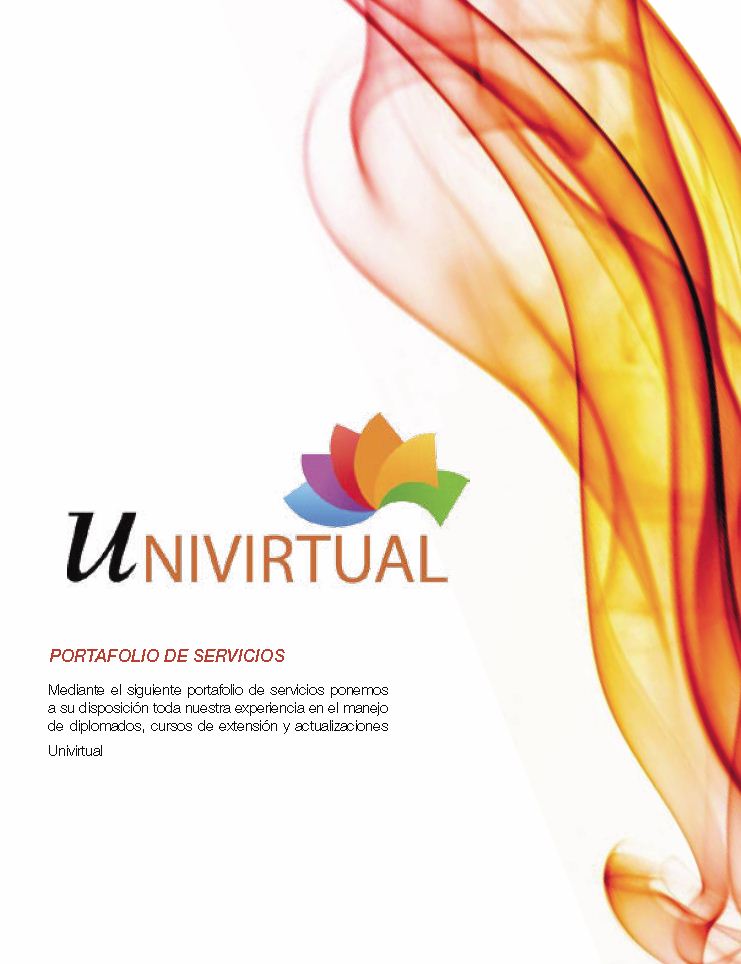 UNIVIRTUAL
PORTAFOLIO DE SERVICIOS
Mediante el siguiente portafolio de servicios ponemos
a su disposición toda nuestra experiencia en el manejo
de diplomados, cursos de extensión y actualizaciones
Univirtual